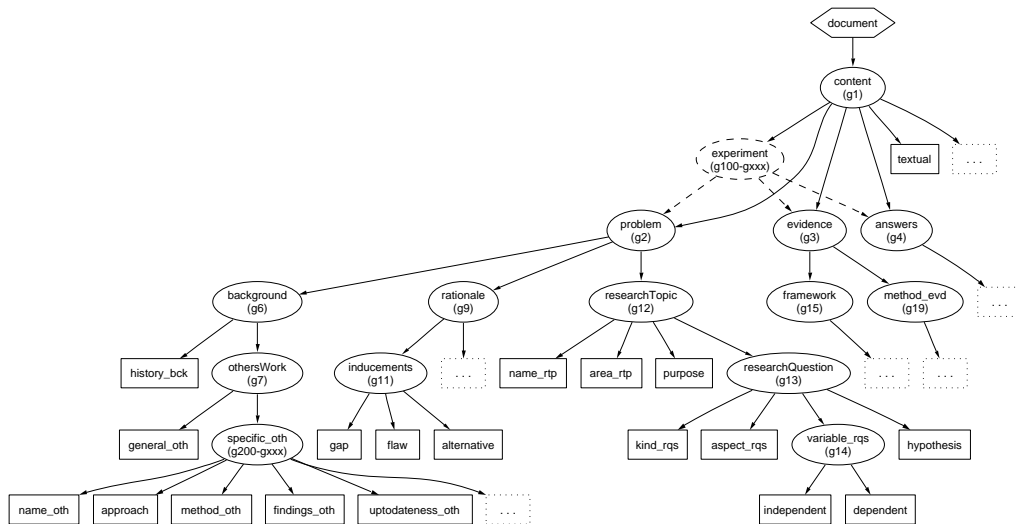 document
content
(g1)
experiment
(g100-gxxx)
textual
. . .
problem
(g2)
evidence
(g3)
answers
(g4)
background
(g6)
rationale
(g9)
researchTopic
(g12)
framework
(g15)
method_evd
(g19)
. . .
history_bck
othersWork
(g7)
inducements
(g11)
. . .
name_rtp
area_rtp
purpose
researchQuestion
(g13)
. . .
. . .
general_oth
specific_oth
(g200-gxxx)
gap
flaw
alternative
kind_rqs
aspect_rqs
variable_rqs
(g14)
hypothesis
name_oth
approach
method_oth
findings_oth
uptodateness_oth
. . .
independent
dependent